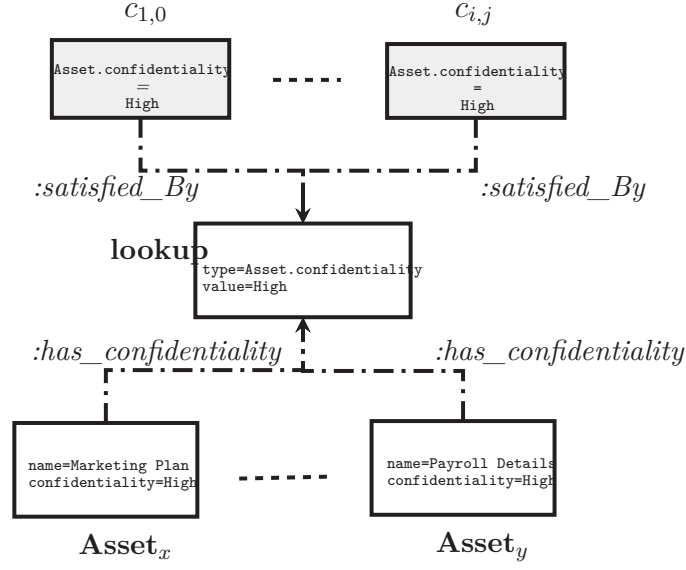 c1,0
ci,j
Asset.confidentiality
=
High
Asset.confidentiality
=
High
:satisfied_By
:satisfied_By
lookup
type=Asset.confidentiality
value=High
:has_confidentiality
:has_confidentiality
name=Marketing Plan
confidentiality=High
name=Payroll Details
confidentiality=High
Assetx
Assety